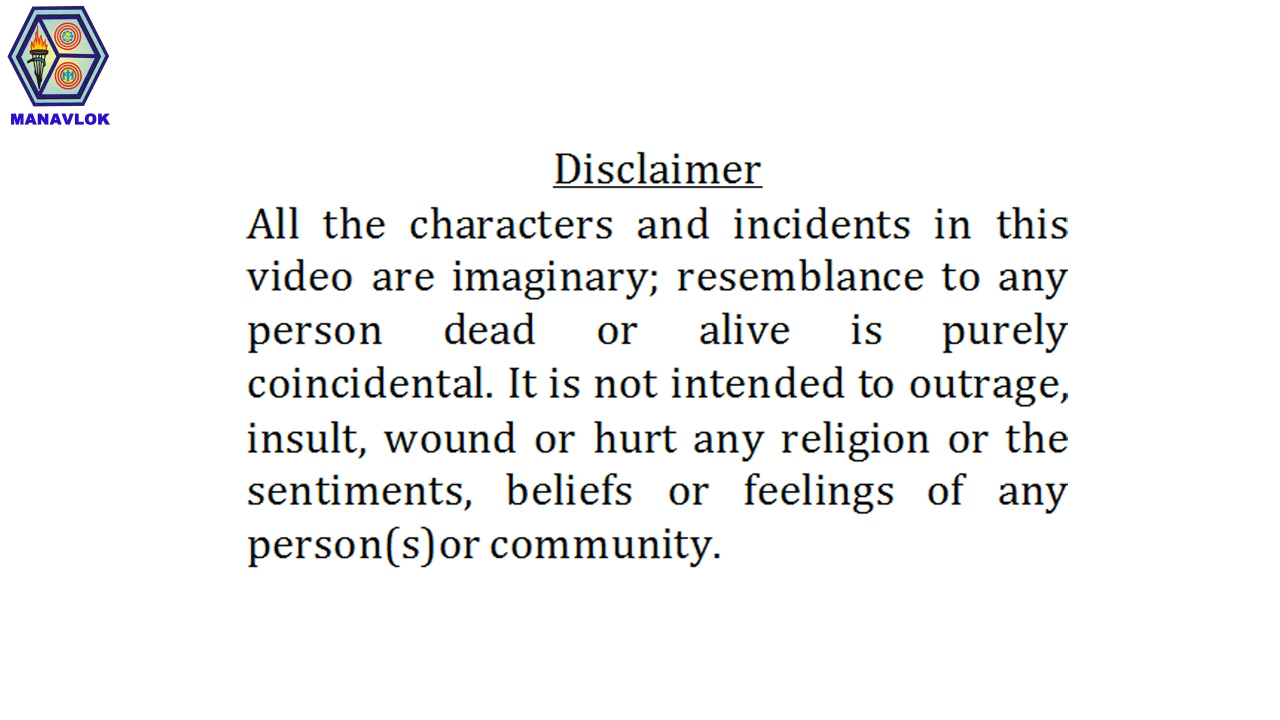 MANAVLOK
Disclaimer
All the characters and incidents in this
video are imaginary; resemblance to any
person dead or alive is purely
coincidental. It is not intended to outrage,
insult, wound or hurt any religion or the
sentiments, beliefs or feelings of any
person(s)or community.